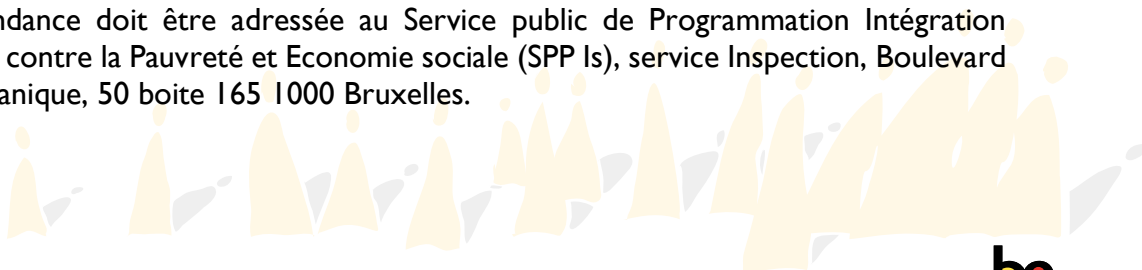 ndance doit être adressée au Service public de Programmation Intégration
contre la Pauvreté et Economie sociale (SPP Is), service Inspection, Boulevard
anique, 50 boite 165 1000 Bruxelles.
be